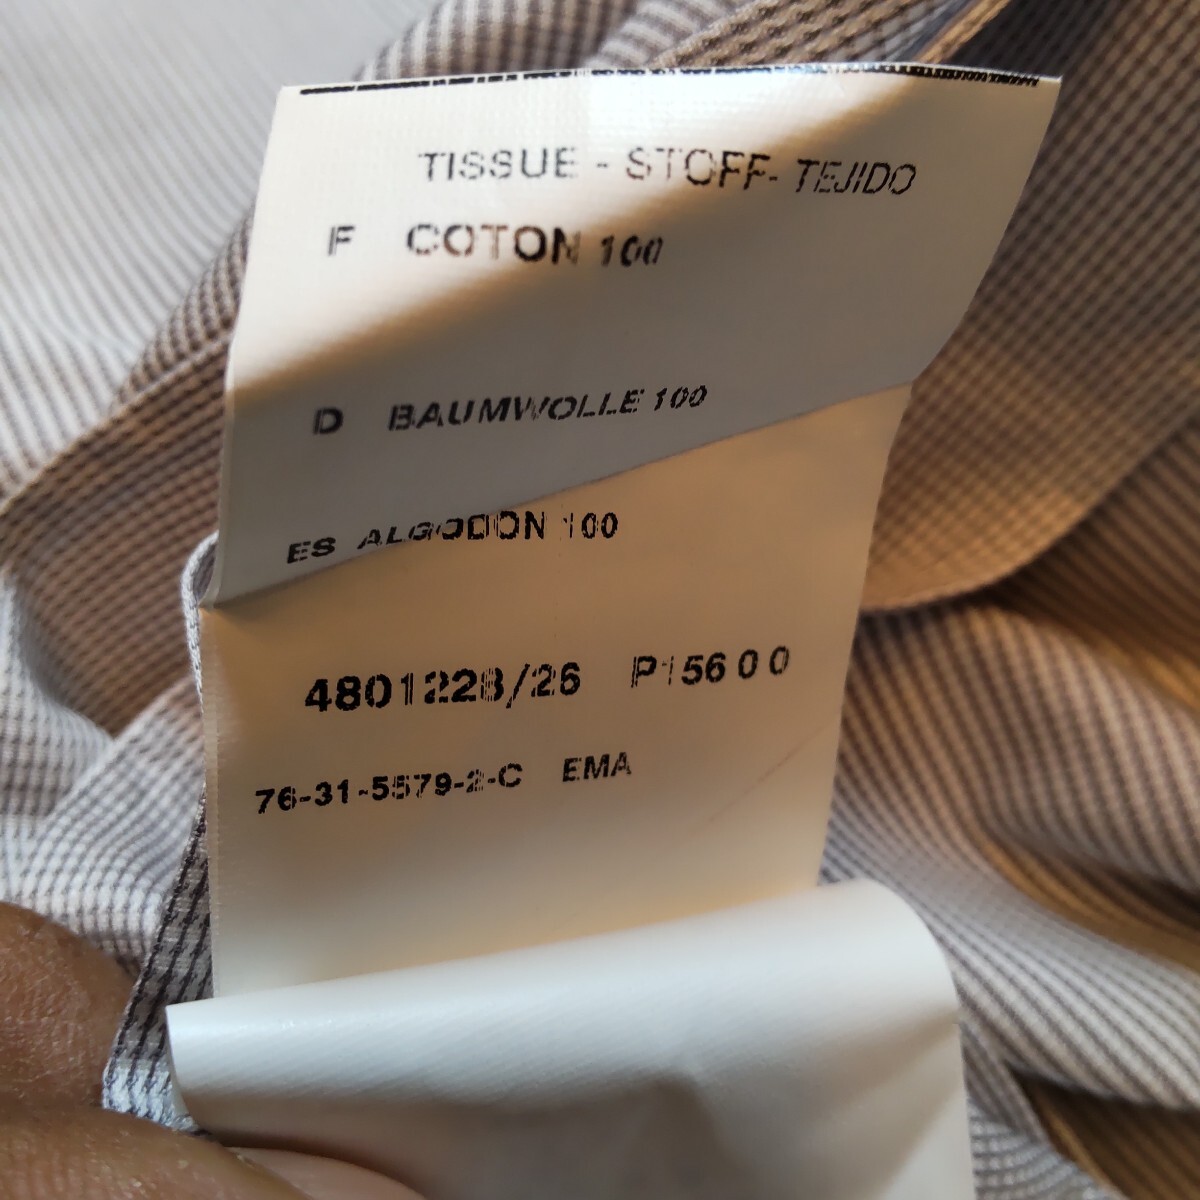 TISSUE - STOFF- TEJIDO
F COTON 100
D BAUMWOLLE 100
ES ALGODON 100
4801228/26 P15600
76-31-5579-2-C EMA